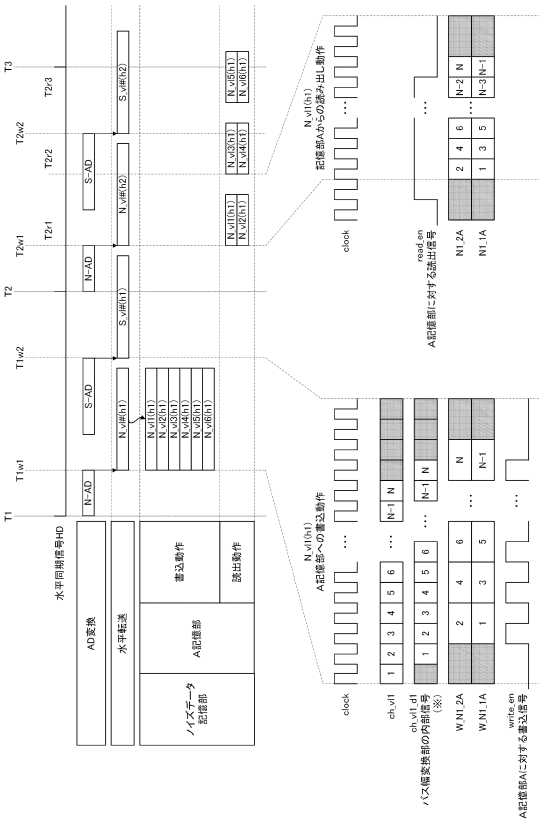 T1
T1w1
T1w2
T2
T2w1
T2r1
T2r2
T2w2
T2r3
T3
水平同期信号HD
AD変換
N-AD
S-AD
N-AD
S-AD
水平転送
N_vl#(h1)
S_vl#(h1)
N_vl#(h2)
S_vl#(h2)
ノイズデータ
記憶部
A記憶部
書込動作
N_vl1(h1)
N_vl2(h1)
N_vl3(h1)
N_vl4(h1)
N_vl5(h1)
N_vl6(h1)
読出動作
N_vl1(h1)
N_vl2(h1)
N_vl3(h1)
N_vl4(h1)
N_vl5(h1)
N_vl6(h1)
N_vl1(h1)
A記憶部への書込動作
clock
…
ch_vl1
1 2 3 4 5 6 … N-1 N
ch_vl1_d1
バス幅変換部の内部信号
(※)
1 2 3 4 5 6 … N-1 N
W_N1_2A
2 4 6 … N
W_N1_1A
1 3 5 … N-1
write_en
A記憶部Aに対する書込信号
…
N_vl1(h1)
記憶部Aからの読み出し動作
clock
…
read_en
A記憶部に対する読出信号
…
N1_2A
2 4 6 … N-2 N
N1_1A
1 3 5 … N-3 N-1